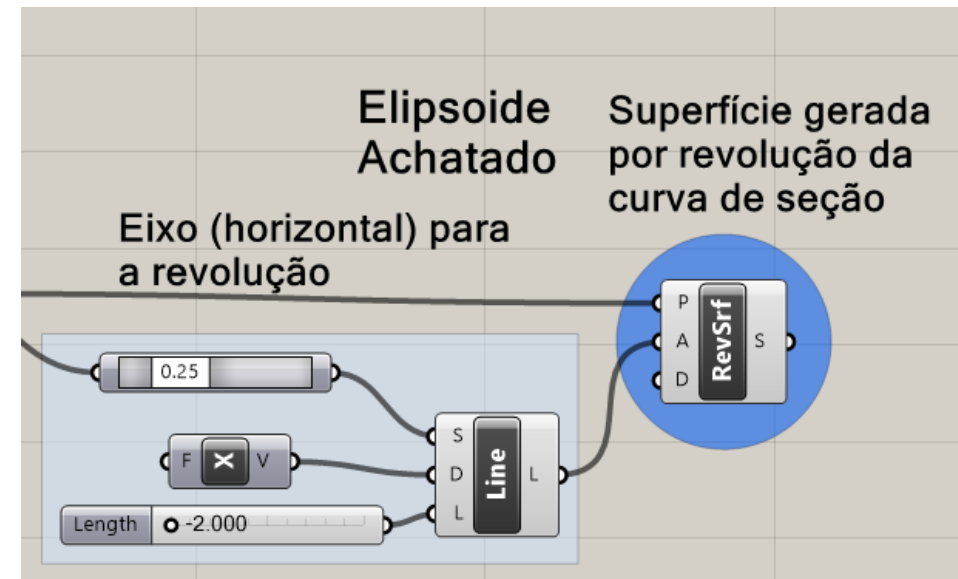 Elipsoide
Achatado
Superfície gerada
por revolução da
curva de seção
Eixo (horizontal) para
a revolução
P
A
D
RevSrf
S
0.25
F
X
V
S
D
L
Line
L
Length
-2.000